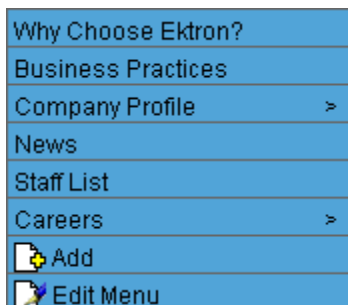 Why Choose Ektron?
Business Practices
Company Profile >
News
Staff List
Careers >
Add
Edit Menu